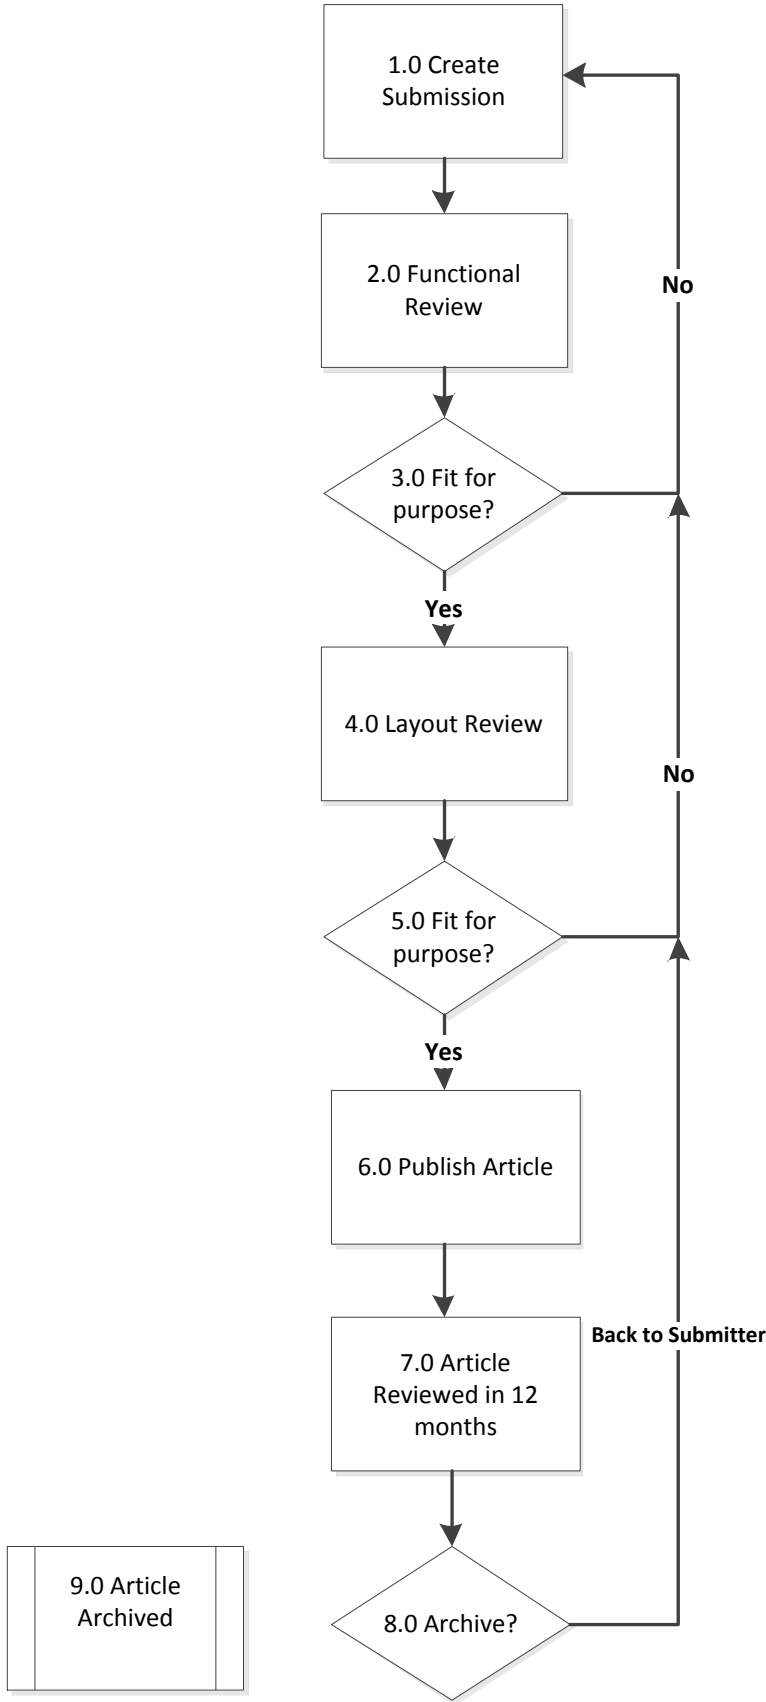 1.0 Create
Submission
2.0 Functional
Review
No
3.0 Fit for
purpose?
Yes
4.0 Layout Review
No
5.0 Fit for
purpose?
Yes
6.0 Publish Article
Back to Submitter
7.0 Article
Reviewed in 12
months
9.0 Article
Archived
8.0 Archive?